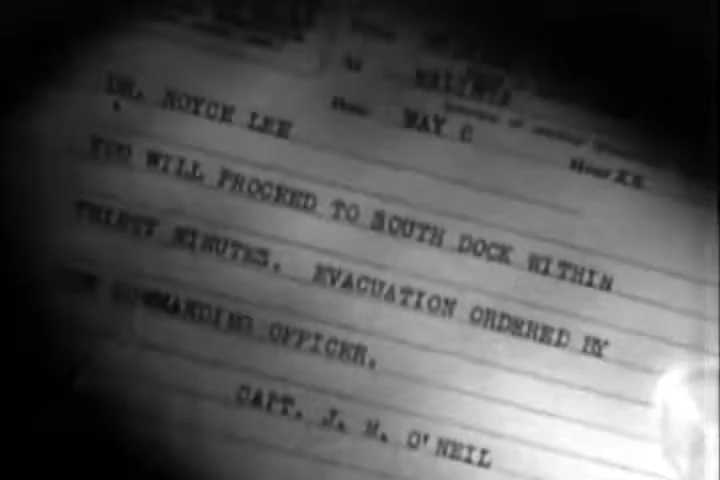 MAY 6
DR. ROYCE LEE
YOU WILL PROCEED TO SOUTH DOCK WITHIN
THIRTY MINUTES. EVACUATION ORDERED BY
COMMANDING OFFICER.
CAPT. J. M. O'NEIL